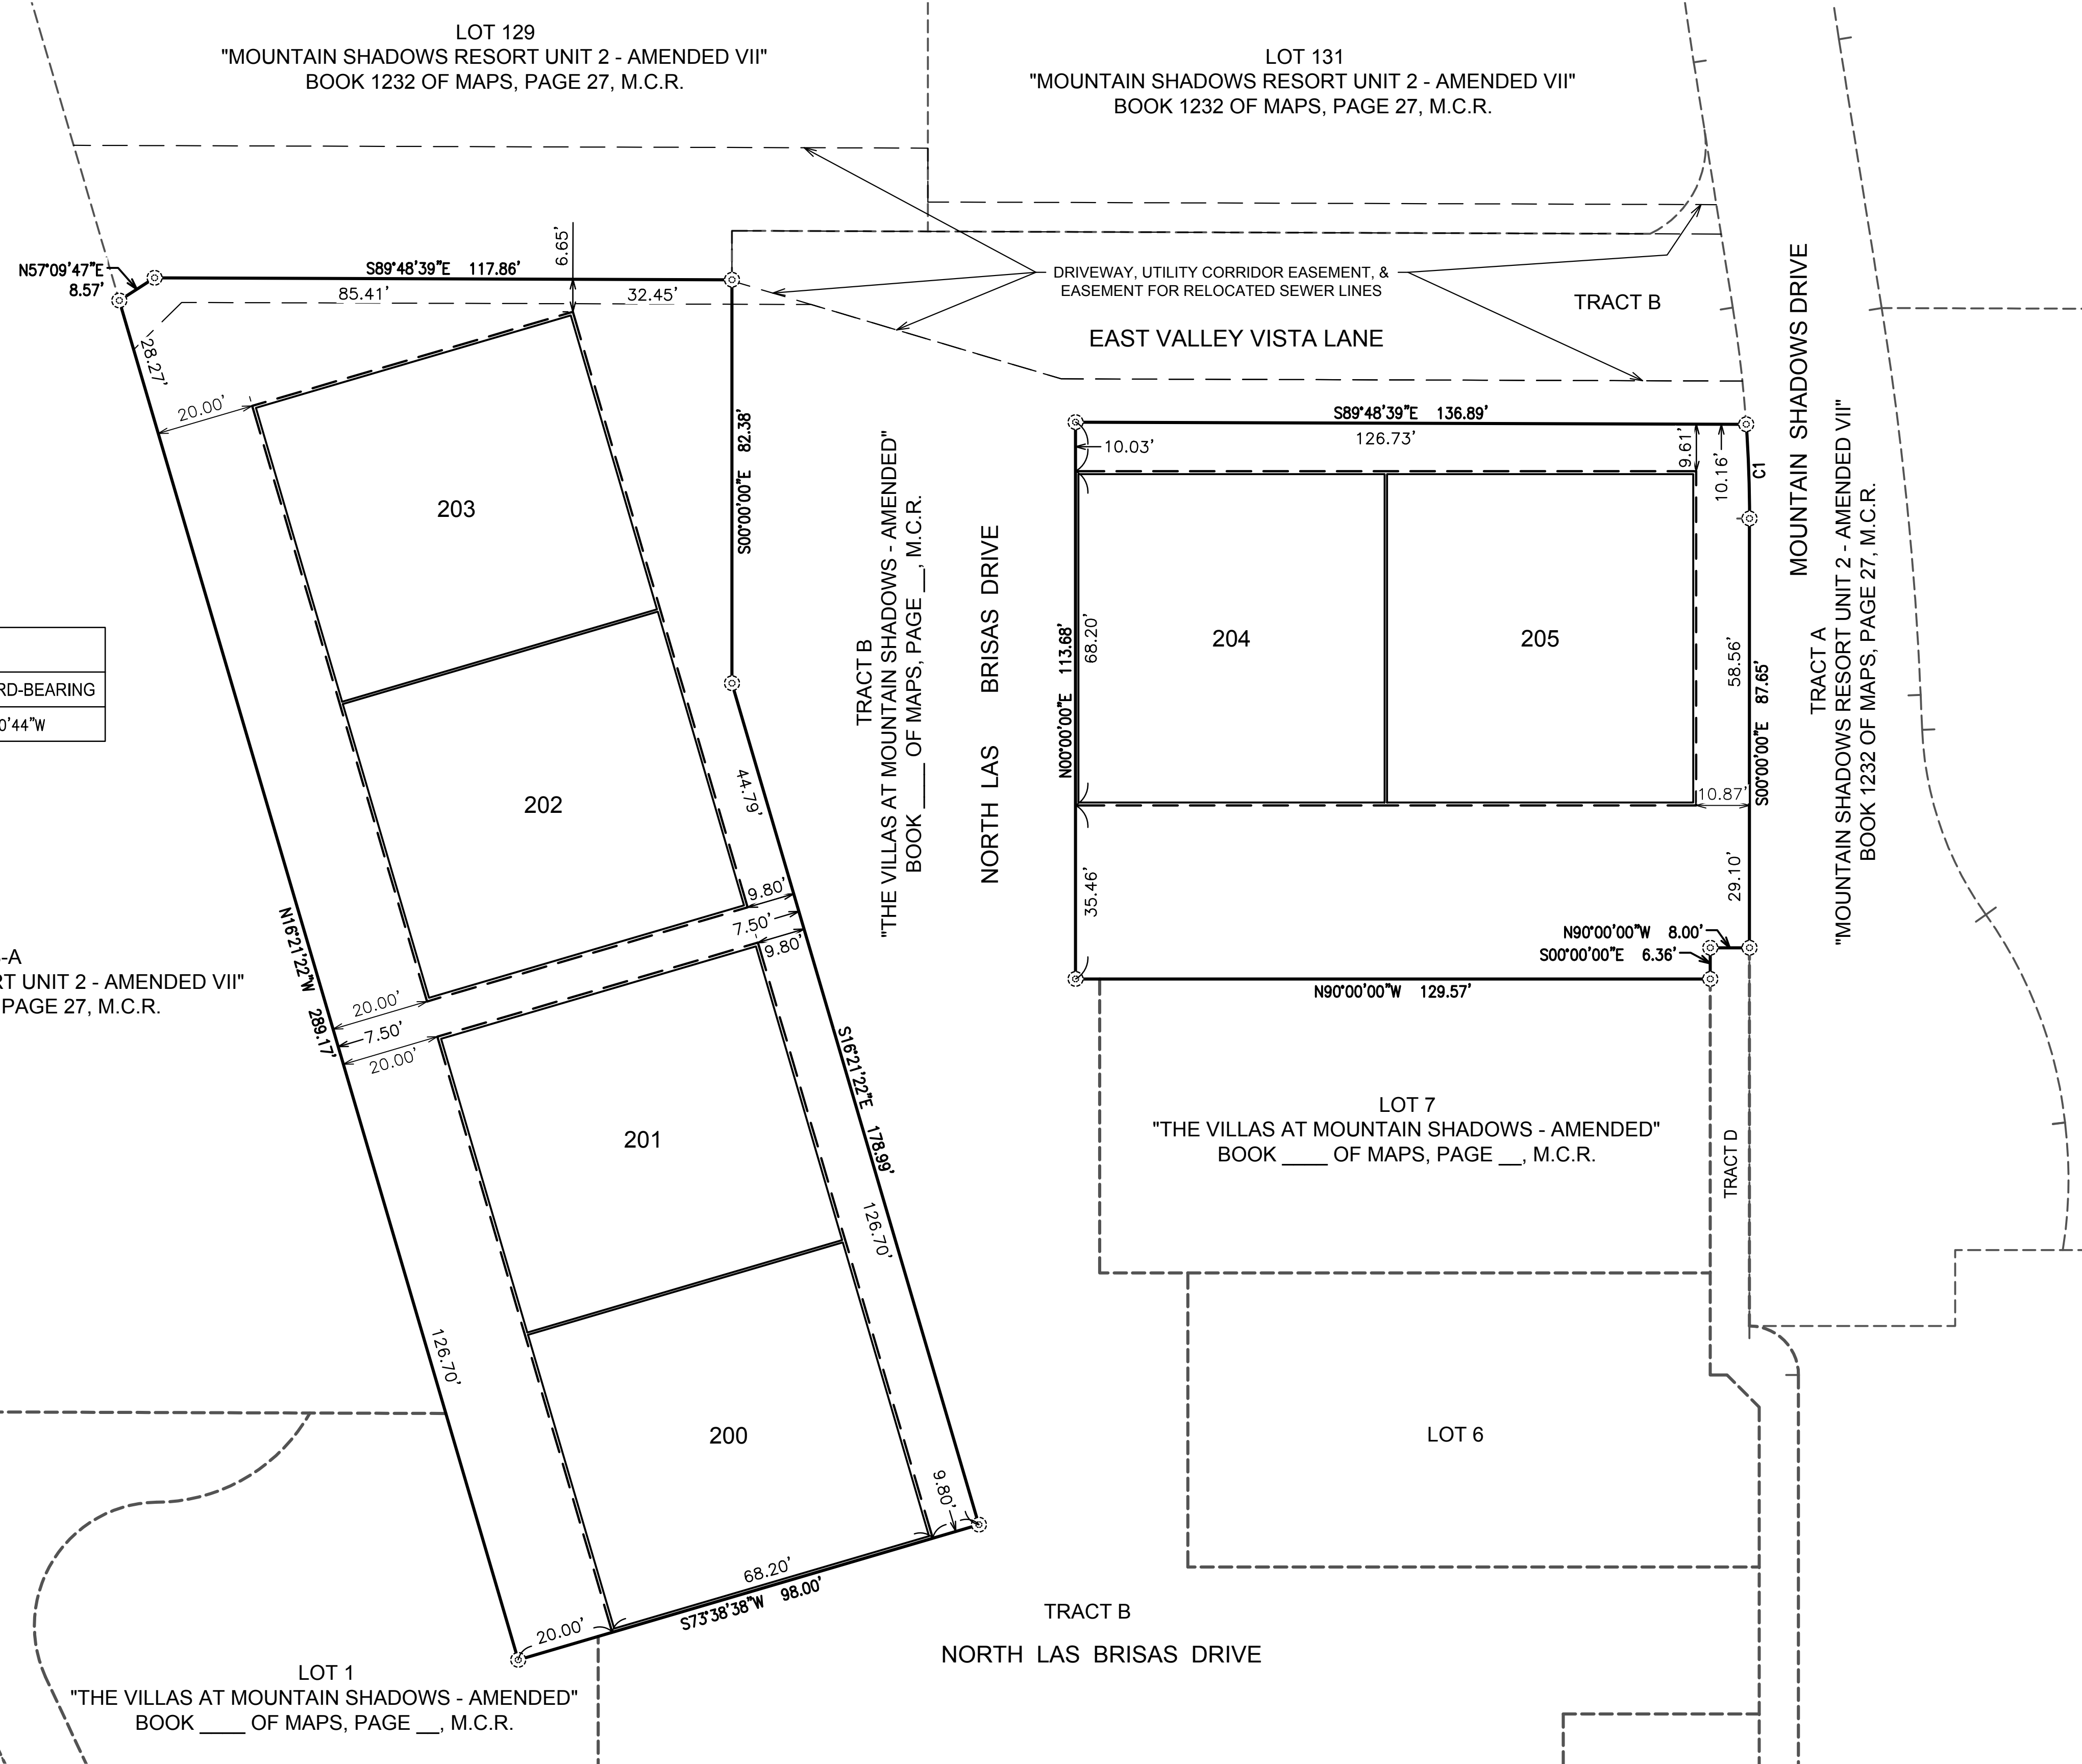 LOT 129
"MOUNTAIN SHADOWS RESORT UNIT 2 - AMENDED VII"
BOOK 1232 OF MAPS, PAGE 27, M.C.R.
LOT 131
"MOUNTAIN SHADOWS RESORT UNIT 2 - AMENDED VII"
BOOK 1232 OF MAPS, PAGE 27, M.C.R.
N57°09'47"E
8.57'
S89°48'39"E 117.86'
6.65'
85.41'
32.45'
DRIVEWAY, UTILITY CORRIDOR EASEMENT, &
EASEMENT FOR RELOCATED SEWER LINES
TRACT B
EAST VALLEY VISTA LANE
MOUNTAIN SHADOWS DRIVE
28.27'
20.00'
203
S00°00'00"E 82.38'
S89°48'39"E 136.89'
126.73'
10.03'
9.61'
10.16'
C1
TRACT B
"THE VILLAS AT MOUNTAIN SHADOWS - AMENDED"
BOOK ____ OF MAPS, PAGE __, M.C.R.
NORTH LAS BRISAS DRIVE
N00°00'00"E 113.68'
68.20'
204
205
58.56'
S00°00'00"E 87.65'
TRACT A
"MOUNTAIN SHADOWS RESORT UNIT 2 - AMENDED VII"
BOOK 1232 OF MAPS, PAGE 27, M.C.R.
RD-BEARING
0'44"W
202
44.79'
10.87'
35.46'
29.10'
N90°00'00"W 8.00'
S00°00'00"E 6.36'
N90°00'00"W 129.57'
9.80'
7.50'
9.80'
N16°21'22"W 289.17'
-A
RT UNIT 2 - AMENDED VII"
PAGE 27, M.C.R.
20.00'
7.50'
20.00'
S16°21'22"E 178.99'
201
LOT 7
"THE VILLAS AT MOUNTAIN SHADOWS - AMENDED"
BOOK ____ OF MAPS, PAGE __, M.C.R.
TRACT D
126.70'
126.70'
200
LOT 6
9.80'
68.20'
S73°38'38"W 98.00'
20.00'
TRACT B
NORTH LAS BRISAS DRIVE
LOT 1
"THE VILLAS AT MOUNTAIN SHADOWS - AMENDED"
BOOK ____ OF MAPS, PAGE __, M.C.R.